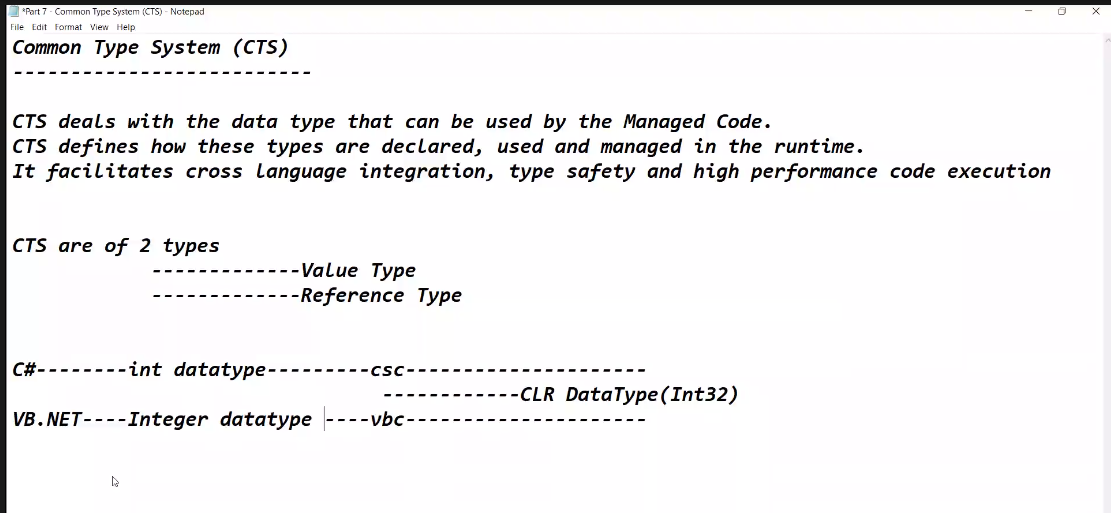 *Part 7 - Common Type System (CTS) - Notepad
File Edit Format View Help
Common Type System (CTS)
--------------------------
CTS deals with the data type that can be used by the Managed Code.
CTS defines how these types are declared, used and managed in the runtime.
It facilitates cross language integration, type safety and high performance code execution
CTS are of 2 types
-------------Value Type
-------------Reference Type
C#--------int datatype---------csc---------------------
------------CLR DataType(Int32)
VB.NET----Integer datatype ----vbc---------------------